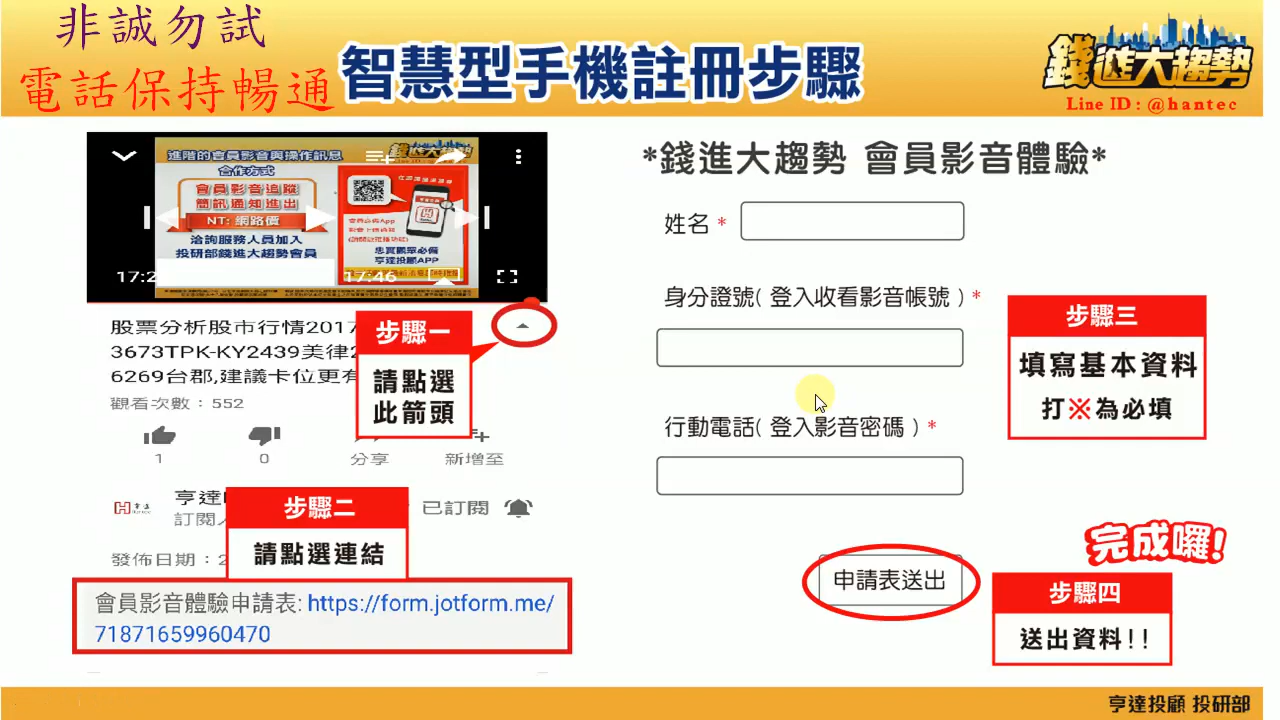 非誠勿試
電話保持暢通
智慧型手機註冊步驟
錢進大趨勢
Line ID : @hantec
進階的會員影音與操作訊息
合作方式
會員影音追蹤
簡訊通知進出
NT: 網路價
洽詢服務人員加入
投研部錢進大趨勢會員
忠實觀眾必備
亨達投顧APP
17:2
17:46
股票分析股市行情2017
3673TPK-KY2439美律2
6269台郡,建議卡位更有
觀看次數：552
1
0
分享
新增至
步驟一
請點選
此箭頭
亨達
訂閱人
已訂閱
發佈日期：2
步驟二
請點選連結
會員影音體驗申請表: https://form.jotform.me/
71871659960470
*錢進大趨勢 會員影音體驗*
姓名 *
身分證號( 登入收看影音帳號 ) *
行動電話( 登入影音密碼 ) *
申請表送出
步驟三
填寫基本資料
打※為必填
完成囉!
步驟四
送出資料!!
亨達投顧 投研部